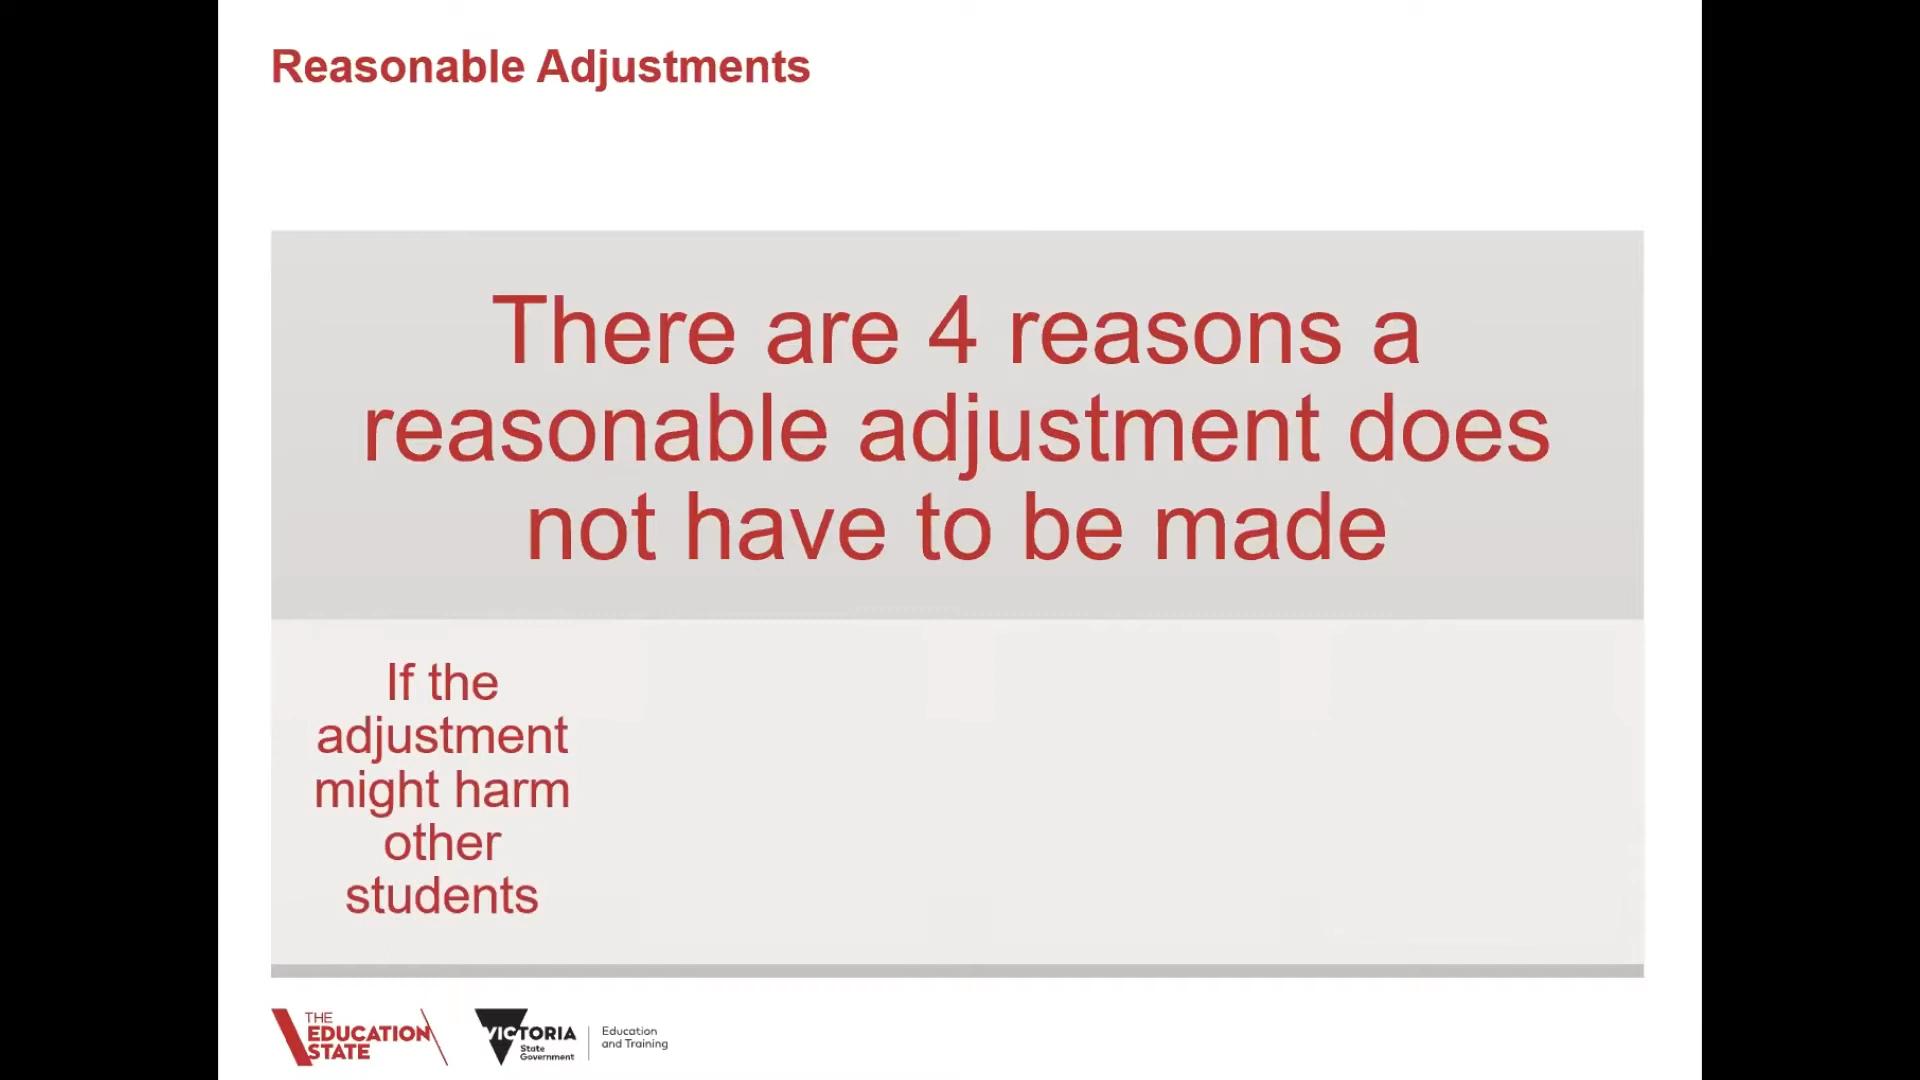 Reasonable Adjustments
There are 4 reasons a
reasonable adjustment does
not have to be made
If the
adjustment
might harm
other
students
THE
EDUCATION
STATE
VICTORIA
State
Government
Education
and Training